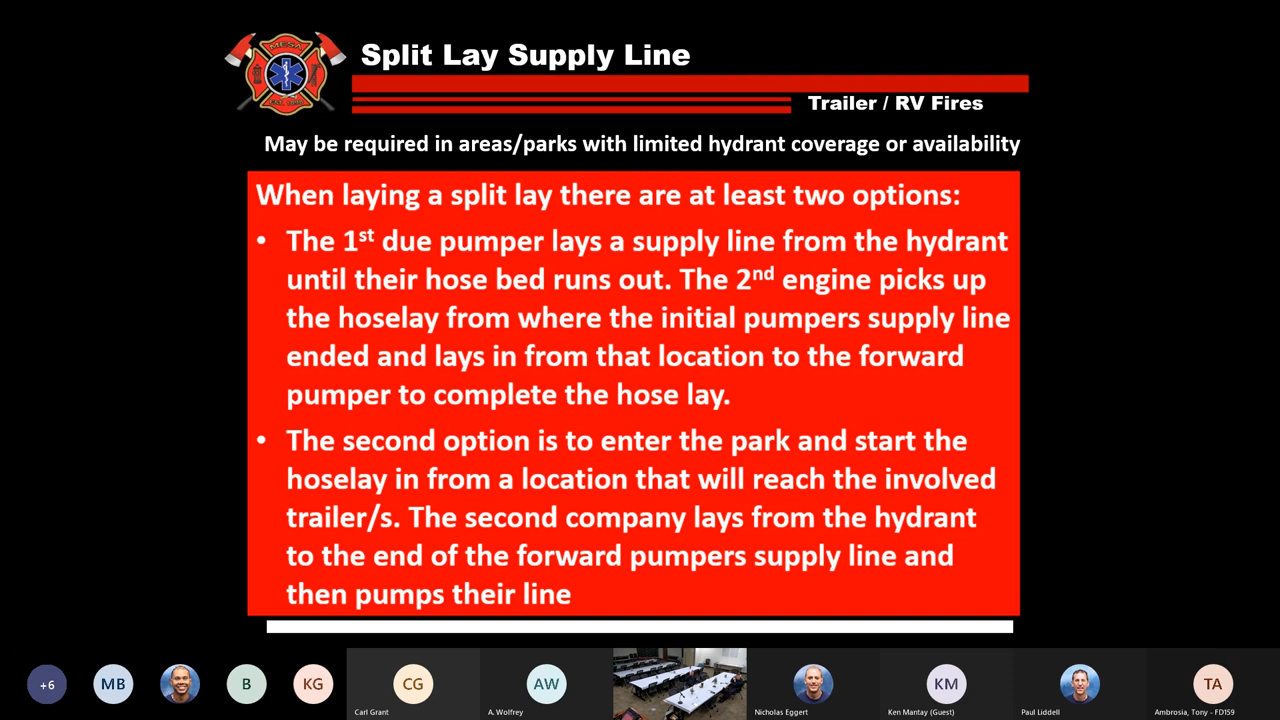 MESA
EST. 1898
Split Lay Supply Line
Trailer / RV Fires
May be required in areas/parks with limited hydrant coverage or availability
When laying a split lay there are at least two options:
• The 1st due pumper lays a supply line from the hydrant
until their hose bed runs out. The 2nd engine picks up
the hoselay from where the initial pumpers supply line
ended and lays in from that location to the forward
pumper to complete the hose lay.
• The second option is to enter the park and start the
hoselay in from a location that will reach the involved
trailer/s. The second company lays from the hydrant
to the end of the forward pumpers supply line and
then pumps their line
+6
MB
B
KG
CG
Carl Grant
AW
A. Wolfrey
Nicholas Eggert
KM
Ken Mantay (Guest)
Paul Liddell
TA
Ambrosia, Tony - FD1S9